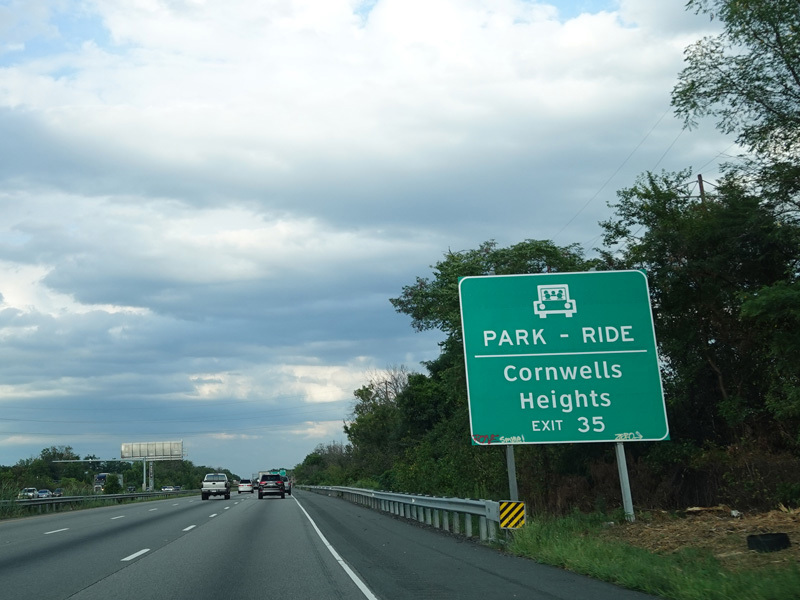 PARK - RIDE
Cornwells
Heights
EXIT 35